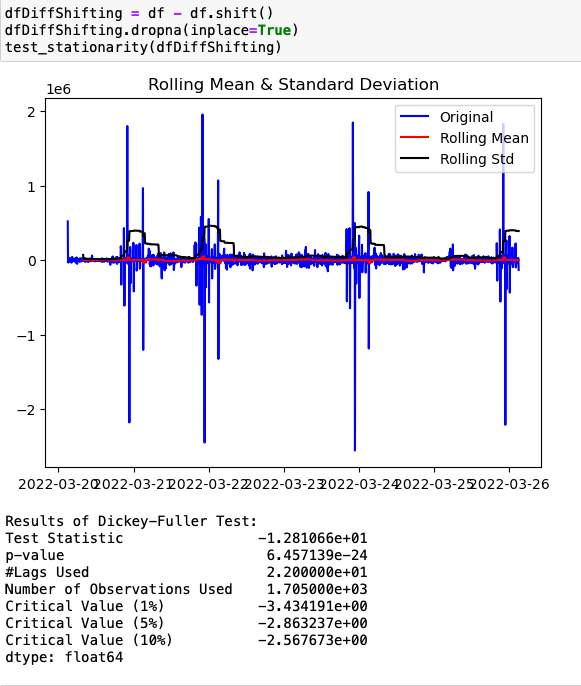 dfDiffShifting = df - df.shift()
dfDiffShifting.dropna(inplace=True)
test_stationarity(dfDiffShifting)
Rolling Mean & Standard Deviation
1e6
Original
Rolling Mean
Rolling Std
2
1
0
−1
−2
2022-03-20 2022-03-21 2022-03-22 2022-03-23 2022-03-24 2022-03-25 2022-03-26
Results of Dickey-Fuller Test:
Test Statistic                -1.281066e+01
p-value                        6.457139e-24
#Lags Used                     2.200000e+01
Number of Observations Used    1.705000e+03
Critical Value (1%)           -3.434191e+00
Critical Value (5%)           -2.863237e+00
Critical Value (10%)          -2.567673e+00
dtype: float64